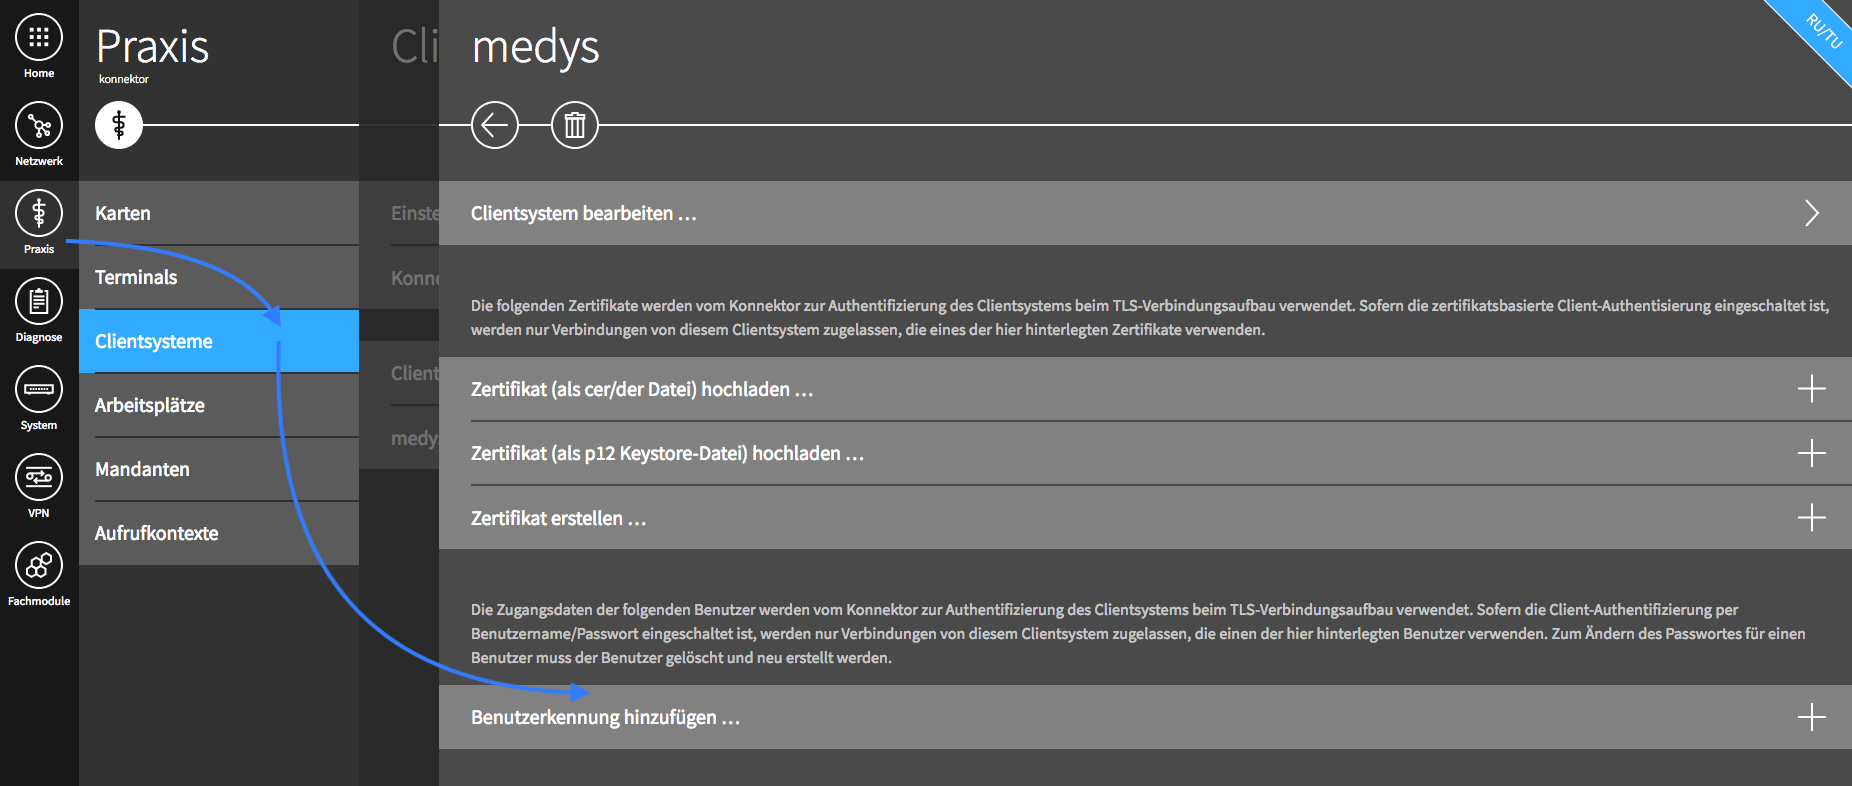 Home
Netzwerk
Praxis
Diagnose
System
VPN
Fachmodule
Praxis
konnektor
Karten
Terminals
Clientsysteme
Arbeitsplätze
Mandanten
Aufrufkontexte
Cli
Einste
Konne
Client
medys
medys
RU/TU
Clientsystem bearbeiten ...
Die folgenden Zertifikate werden vom Konnektor zur Authentifizierung des Clientsystems beim TLS-Verbindungsaufbau verwendet. Sofern die zertifikatsbasierte Client-Authentisierung eingeschaltet ist,
werden nur Verbindungen von diesem Clientsystem zugelassen, die eines der hier hinterlegten Zertifikate verwenden.
Zertifikat (als cer/der Datei) hochladen ...
Zertifikat (als p12 Keystore-Datei) hochladen ...
Zertifikat erstellen ...
Die Zugangsdaten der folgenden Benutzer werden vom Konnektor zur Authentifizierung des Clientsystems beim TLS-Verbindungsaufbau verwendet. Sofern die Client-Authentifizierung per
Benutzername/Passwort eingeschaltet ist, werden nur Verbindungen von diesem Clientsystem zugelassen, die einen der hier hinterlegten Benutzer verwenden. Zum Ändern des Passwortes für einen
Benutzer muss der Benutzer gelöscht und neu erstellt werden.
Benutzerkennung hinzufügen ...